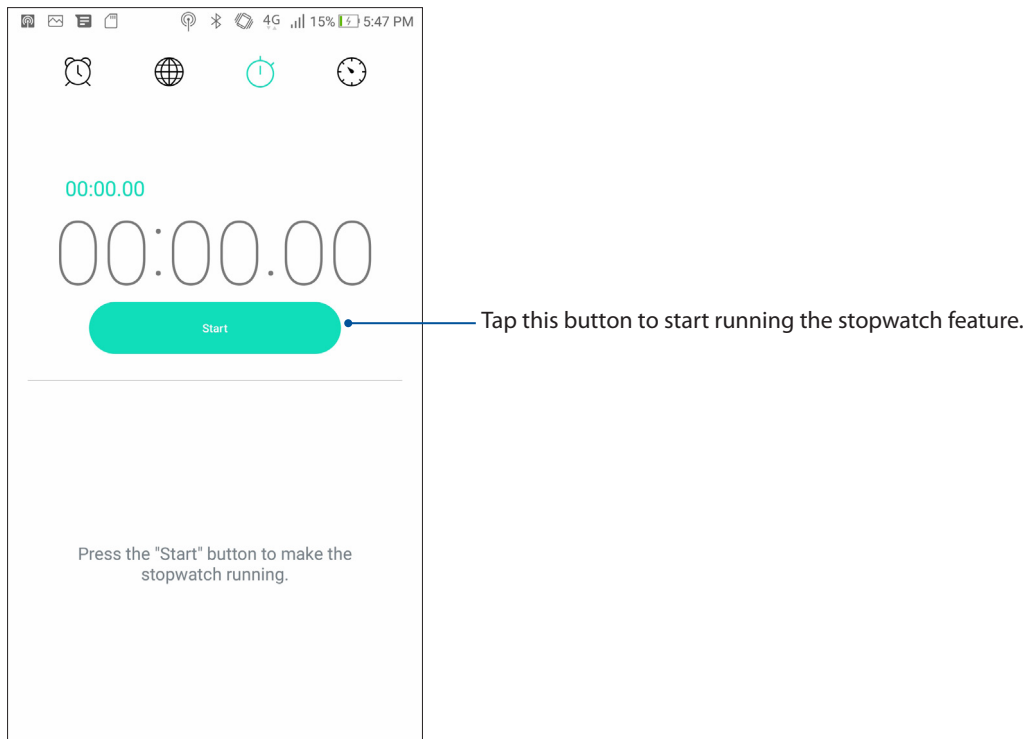 4G 15% 5:47 PM
00:00.00
00:00.00
Start
Tap this button to start running the stopwatch feature.
Press the "Start" button to make the
stopwatch running.